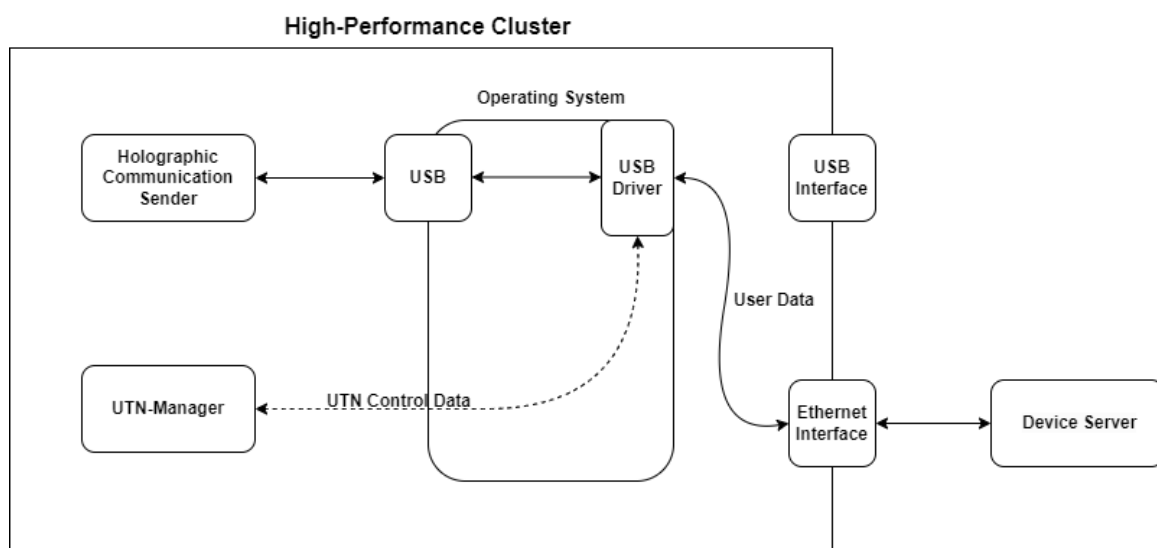 High-Performance Cluster
Operating System
Holographic
Communication
Sender
USB
USB
Driver
USB
Interface
User Data
UTN-Manager
UTN Control Data
Ethernet
Interface
Device Server